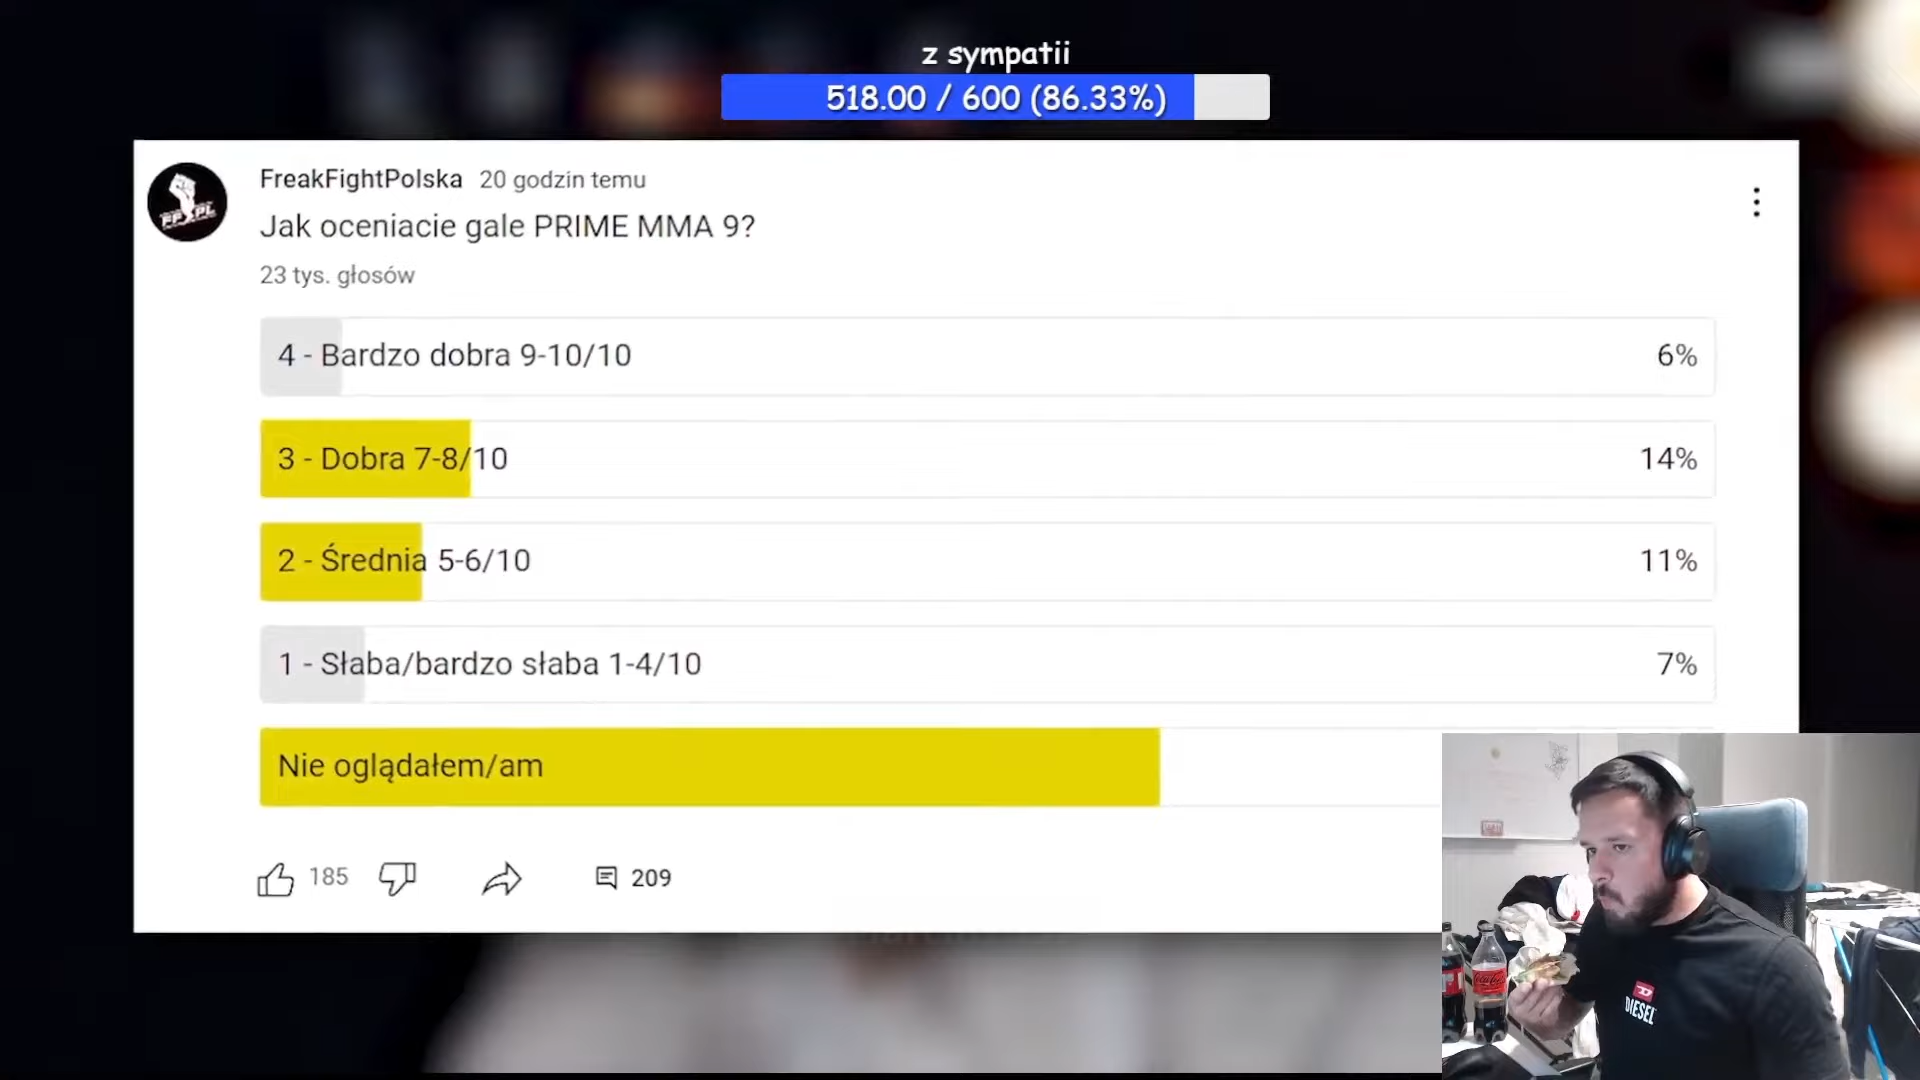 z sympatii
518.00 / 600 (86.33%)
FreakFightPolska 20 godzin temu
Jak oceniacie gale PRIME MMA 9?
23 tys. głosów
4 - Bardzo dobra 9-10/10 6%
3 - Dobra 7-8/10 14%
2 - Średnia 5-6/10 11%
1 - Słaba/bardzo słaba 1-4/10 7%
Nie oglądałem/am
185 209
DIESEL